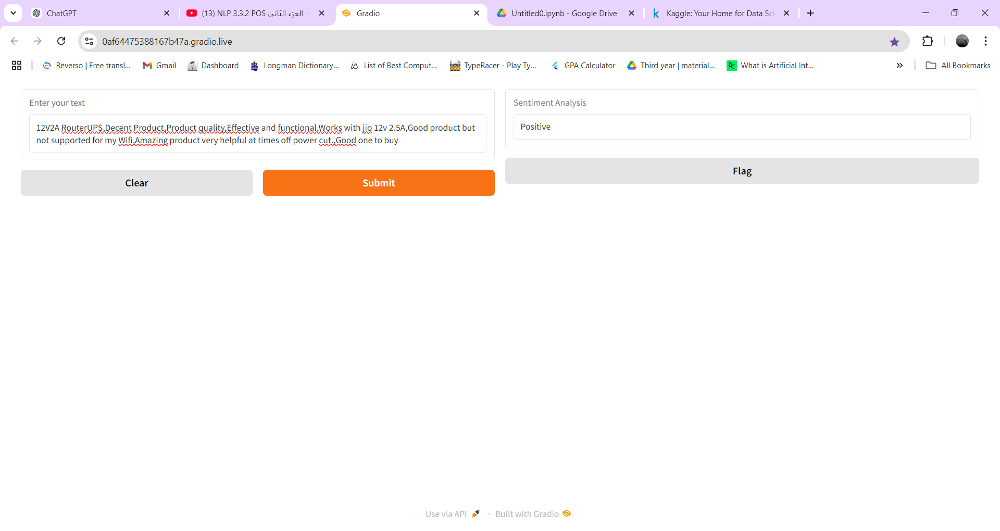 ChatGPT
(13) NLP 3.3.2 POS الجزء الثاني -
Gradio
Untitled0.ipynb - Google Drive
Kaggle: Your Home for Data Sci
0af64475388167b47a.gradio.live
Reverso | Free transl...
Gmail
Dashboard
Longman Dictionary...
ic
List of Best Comput...
TypeRacer - Play Ty...
GPA Calculator
Third year | material...
What is Artificial Int...
All Bookmarks
Enter your text
12V2A RouterUPS,Decent Product,Product quality,Effective and functional,Works with jio 12v 2.5A,Good product but
not supported for my Wifi,Amazing product very helpful at times off power cut.,Good one to buy
Clear
Submit
Sentiment Analysis
Positive
Flag
Use via API · Built with Gradio